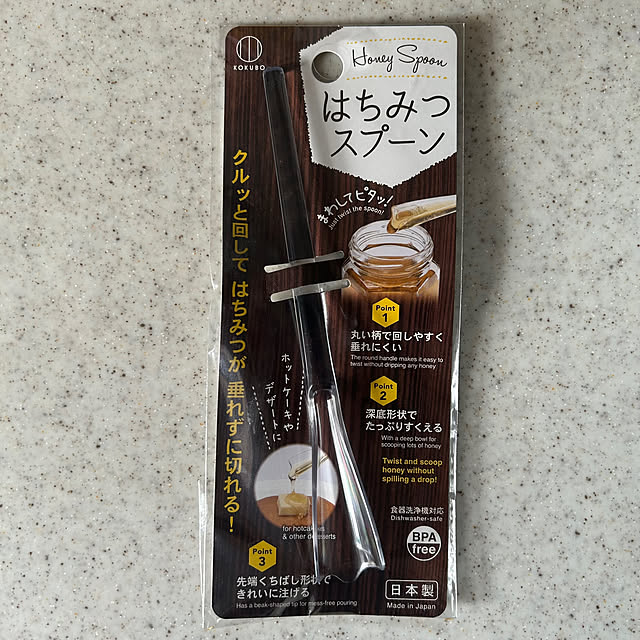 KOKUBO
Honey Spoon
はちみつ
スプーン
クルッと回して はちみつが 垂れずに切れる！
まわしてピタッ！
Just twist the spoon!
Point
1
丸い柄で回しやすく
垂れにくい
The round handle makes it easy to
twist without dripping any honey
Point
2
深底形状で
たっぷりすくえる
With a deep bowl for
scooping lots of honey
Twist and scoop
honey without
spilling a drop!
ホットケーキや
デザートに
for hotcakes
& other desserts
食器洗浄機対応
Dishwasher-safe
BPA
free
Point
3
先端くちばし形状で
きれいに注げる
Has a beak-shaped tip for mess-free pouring
日本製
Made in Japan